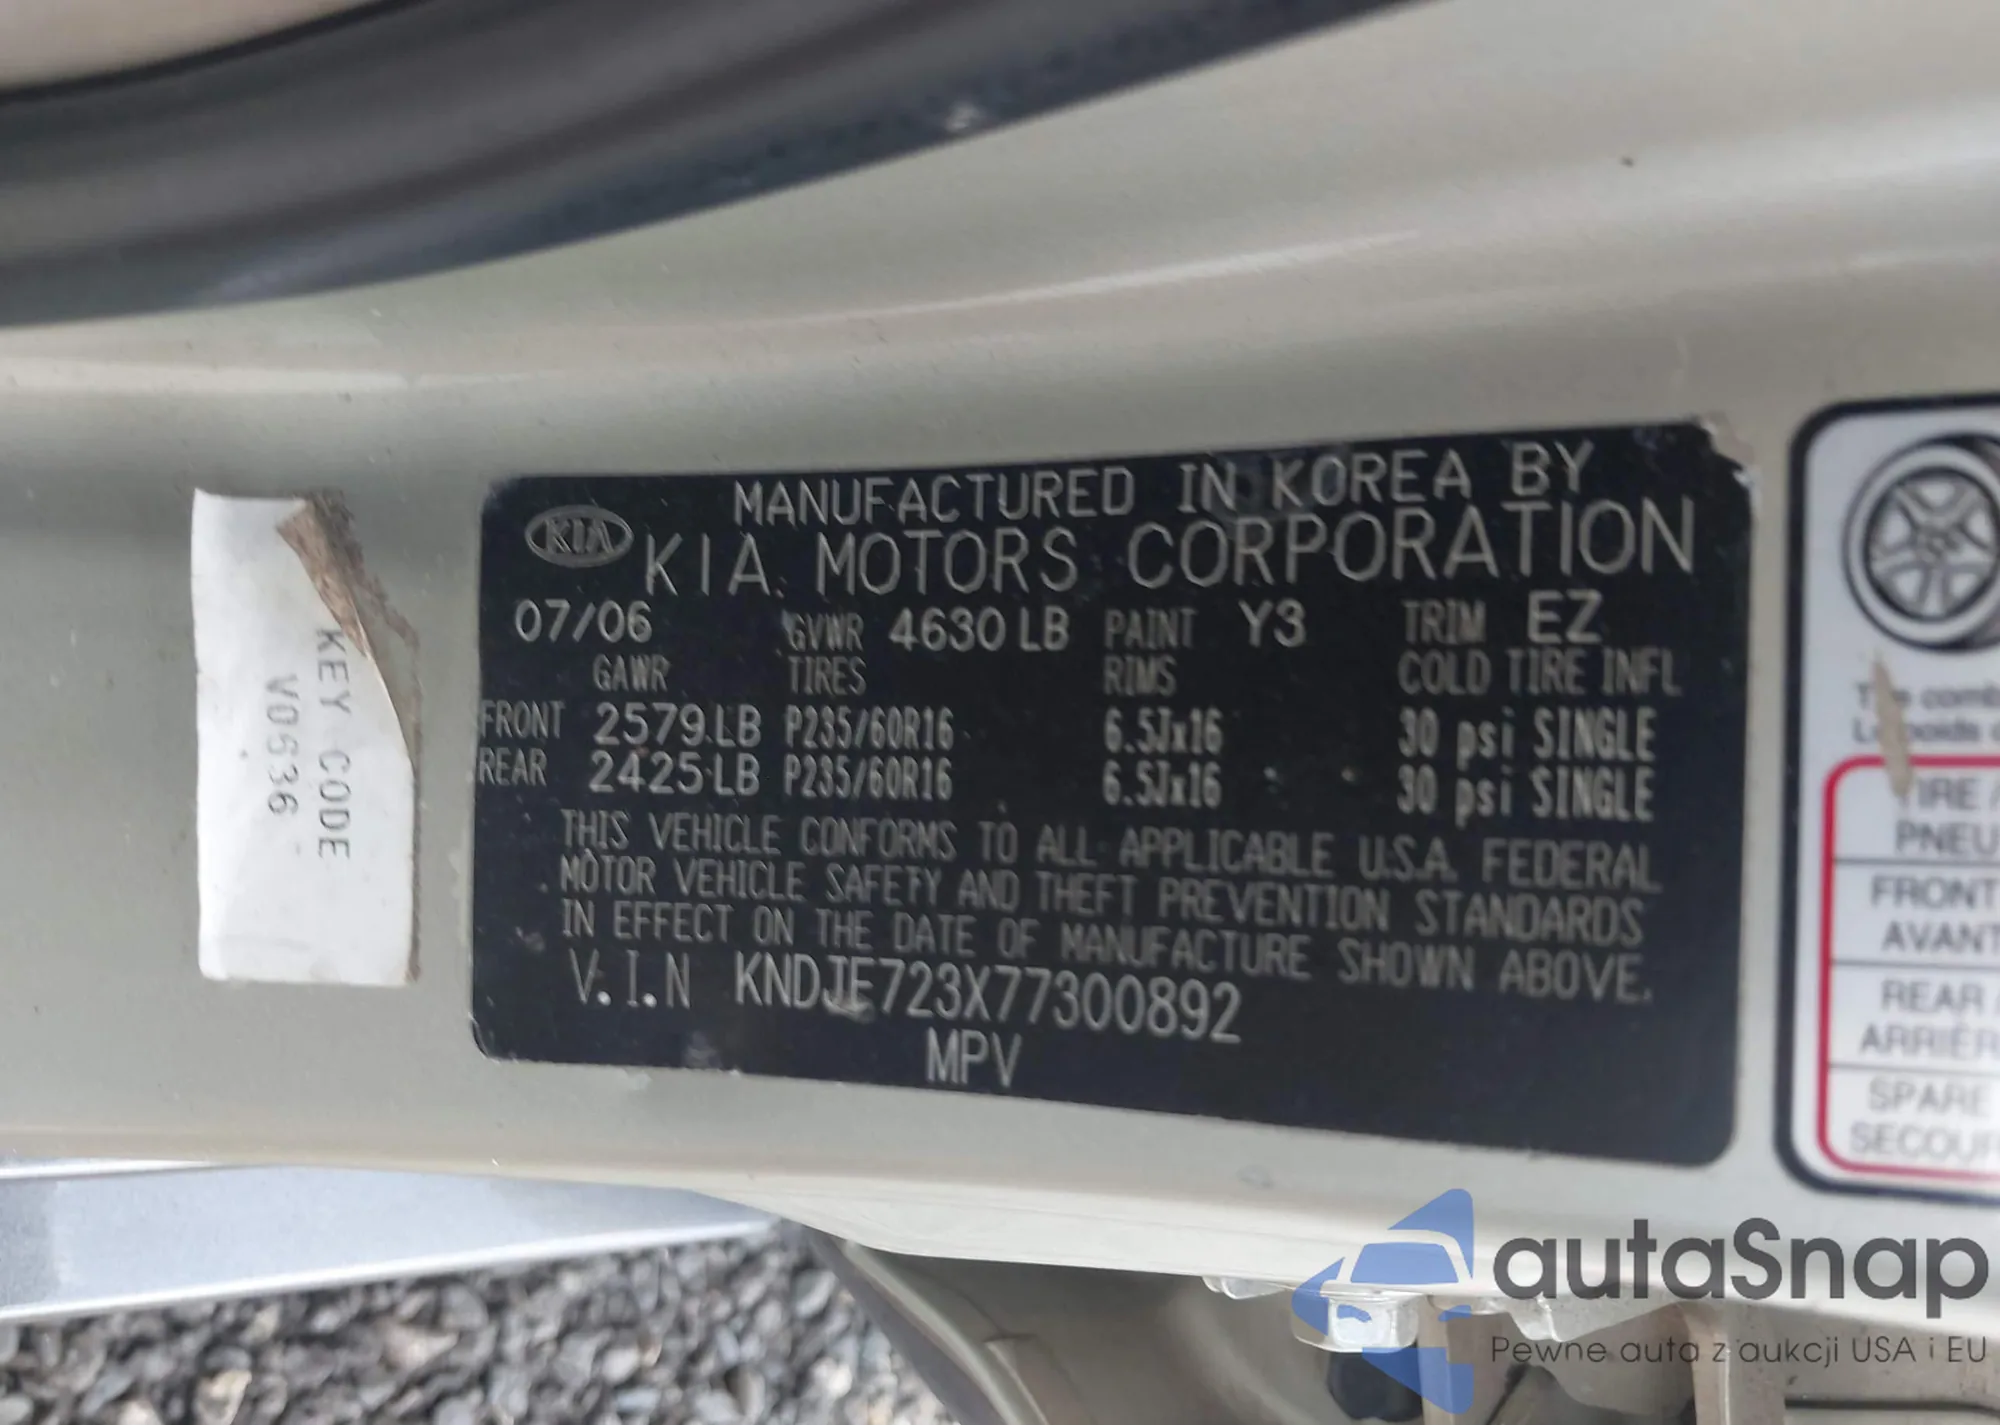 KEY CODE
V0536
KIA
MANUFACTURED IN KOREA BY
KIA MOTORS CORPORATION
07/06 GVWR 4630 LB PAINT Y3 TRIM EZ
GAWR TIRES RIMS COLD TIRE INFL
FRONT 2579 LB P235/60R16 6.5Jx16 30 psi SINGLE
REAR 2425 LB P235/60R16 6.5Jx16 30 psi SINGLE
THIS VEHICLE CONFORMS TO ALL APPLICABLE U.S.A. FEDERAL
MOTOR VEHICLE SAFETY AND THEFT PREVENTION STANDARDS
IN EFFECT ON THE DATE OF MANUFACTURE SHOWN ABOVE.
V.I.N KNDJE723X77300892
MPV
TIRE /
PNEU
FRONT
AVANT
REAR
ARRIÈR
SPARE
SECOUR
autaSnap
Pewne auta z aukcji USA i EU